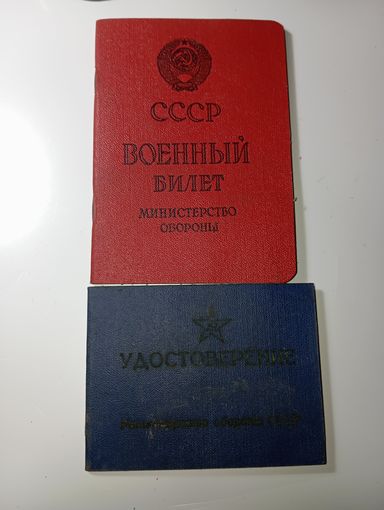 СССР
ВОЕННЫЙ
БИЛЕТ
МИНИСТЕРСТВО
ОБОРОНЫ
УДОСТОВЕРЕНИЕ
обороны СССР